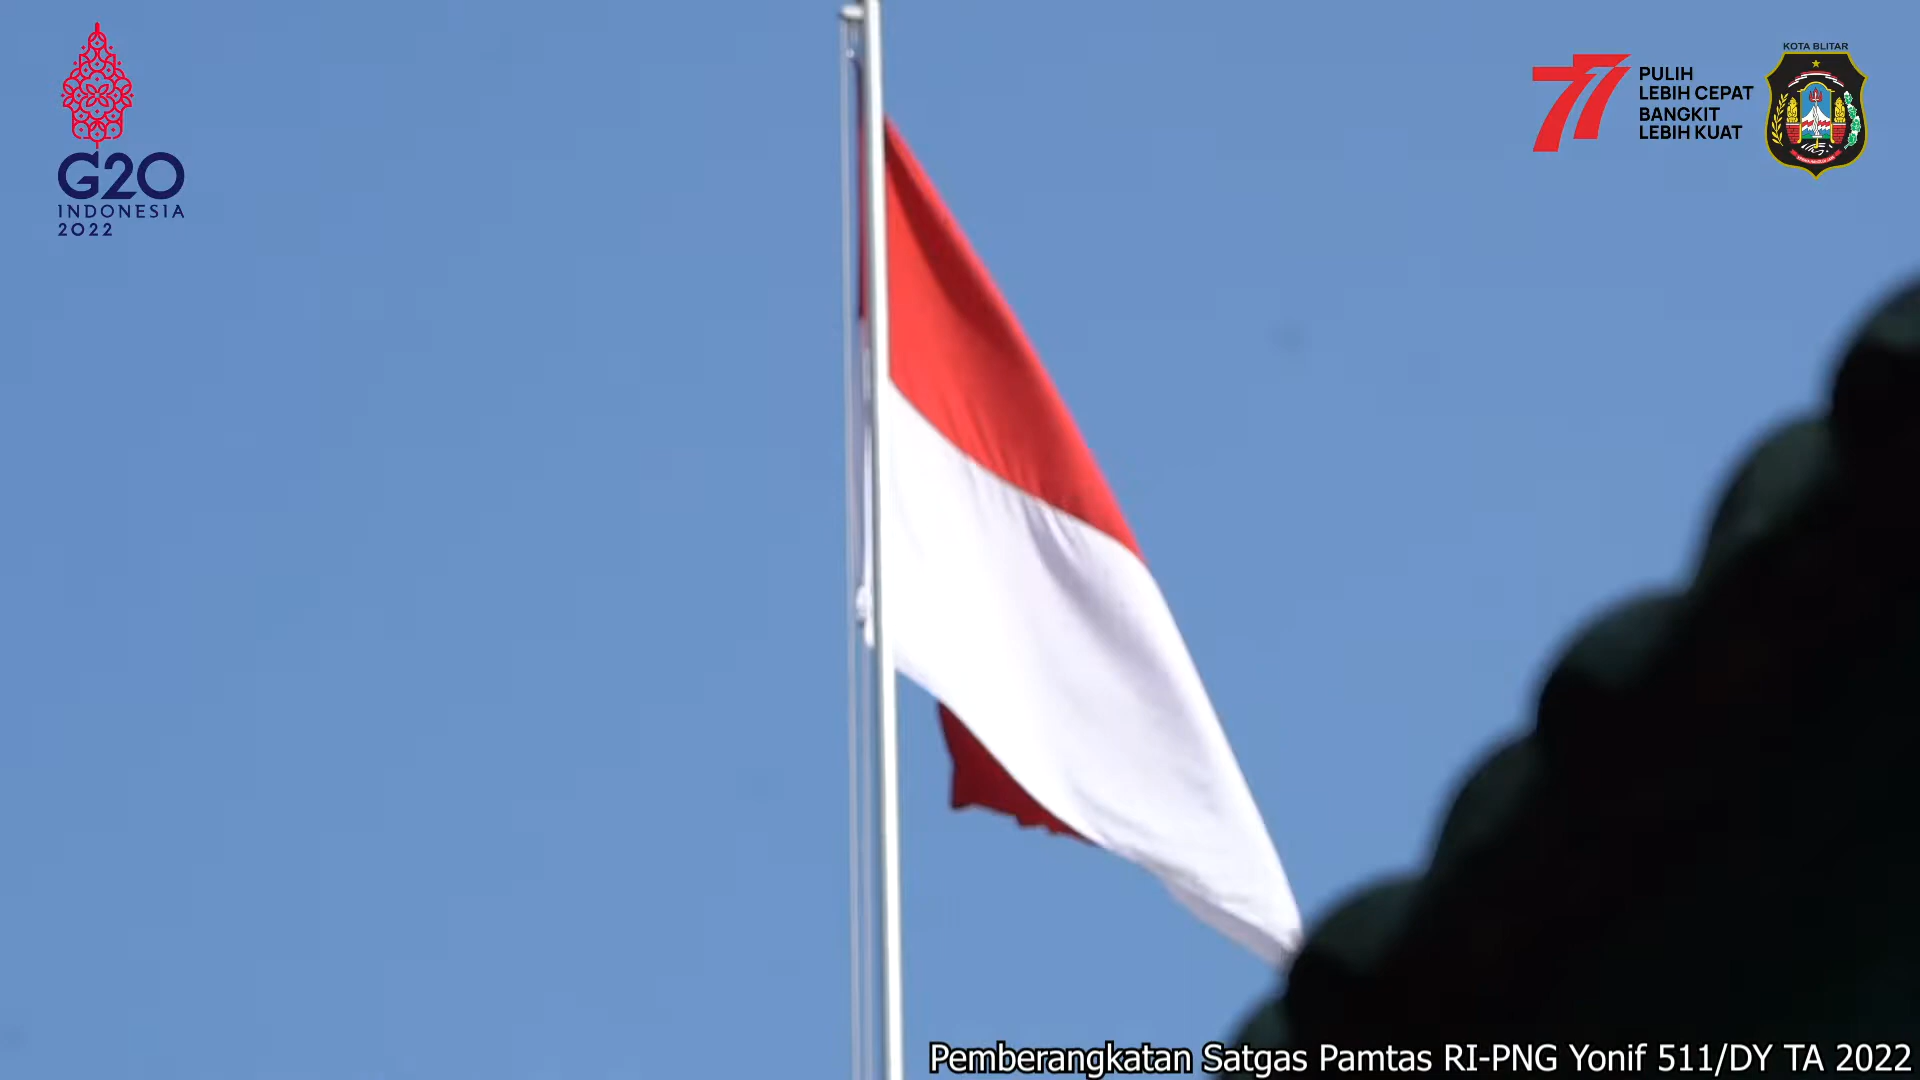 G20
INDONESIA
2022
77
PULIH
LEBIH CEPAT
BANGKIT
LEBIH KUAT
KOTA BLITAR
Pemberangkatan Satgas Pamtas RI-PNG Yonif 511/DY TA 2022